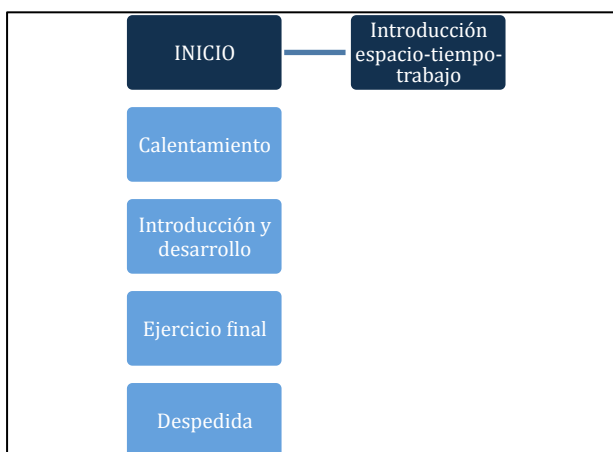 INICIO
Introducción
espacio-tiempo-
trabajo
Calentamiento
Introducción y
desarrollo
Ejercicio final
Despedida